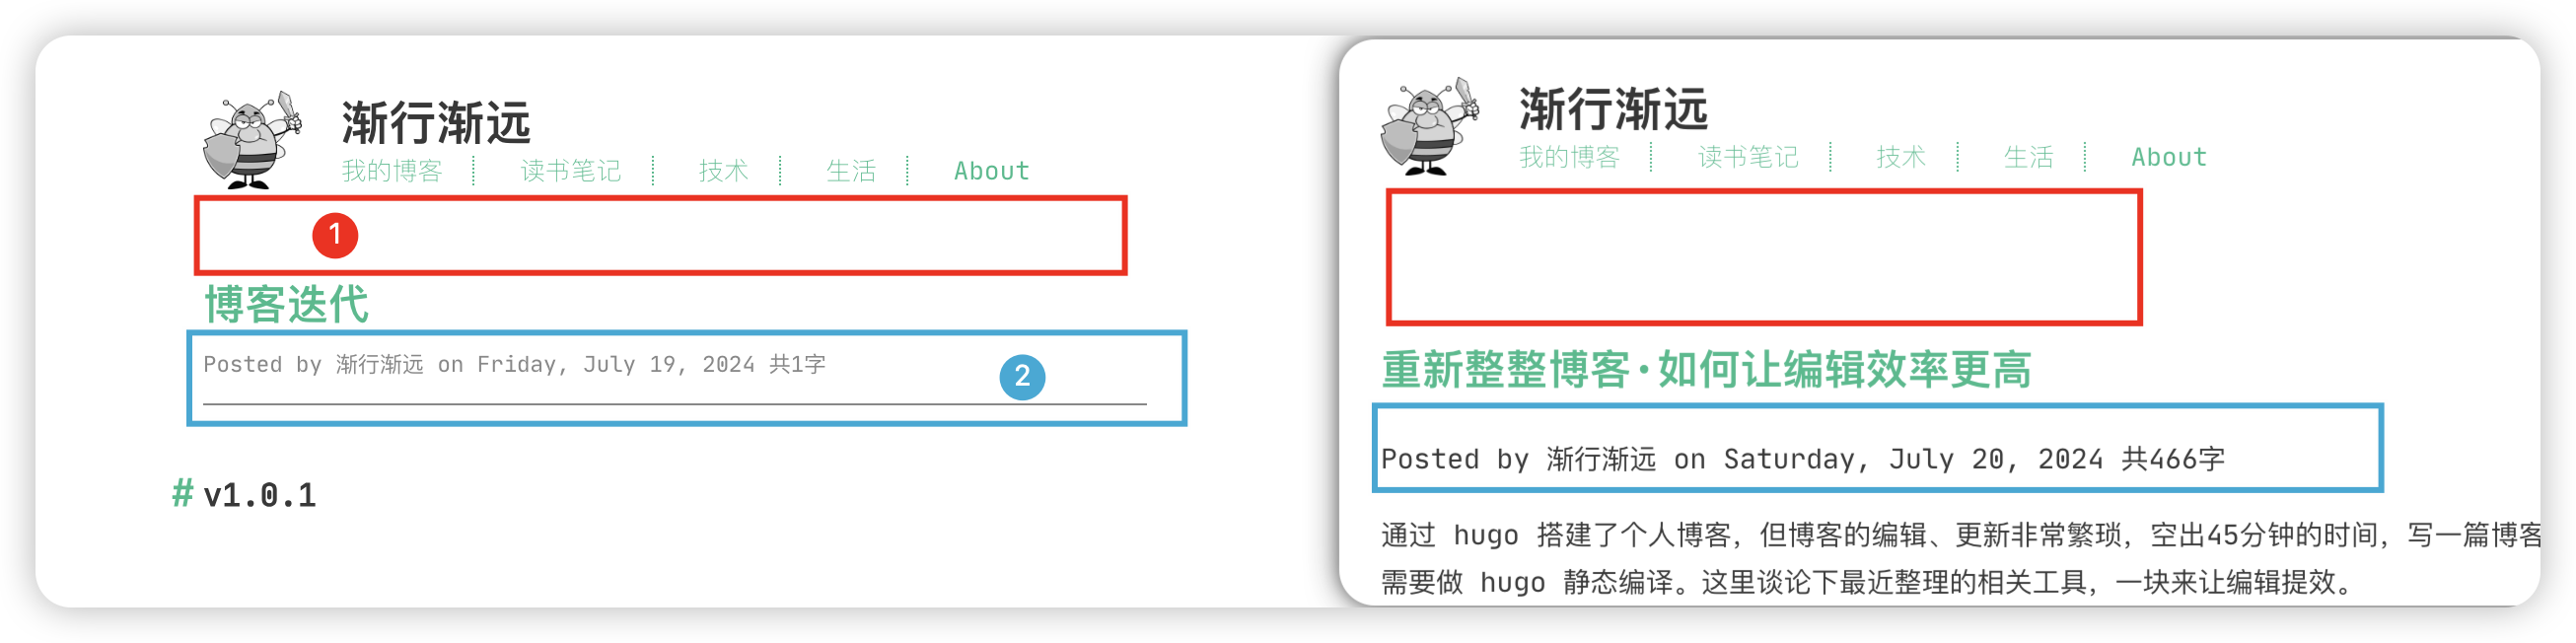 渐行渐远
我的博客 读书笔记 技术 生活 About
1
博客迭代
Posted by 渐行渐远 on Friday, July 19, 2024 共1字
2
# v1.0.1
渐行渐远
我的博客 读书笔记 技术 生活 About
重新整整博客·如何让编辑效率更高
Posted by 渐行渐远 on Saturday, July 20, 2024 共466字
通过 hugo 搭建了个人博客，但博客的编辑、更新非常繁琐，空出45分钟的时间，写一篇博客
需要做 hugo 静态编译。这里谈论下最近整理的相关工具，一块来让编辑提效。